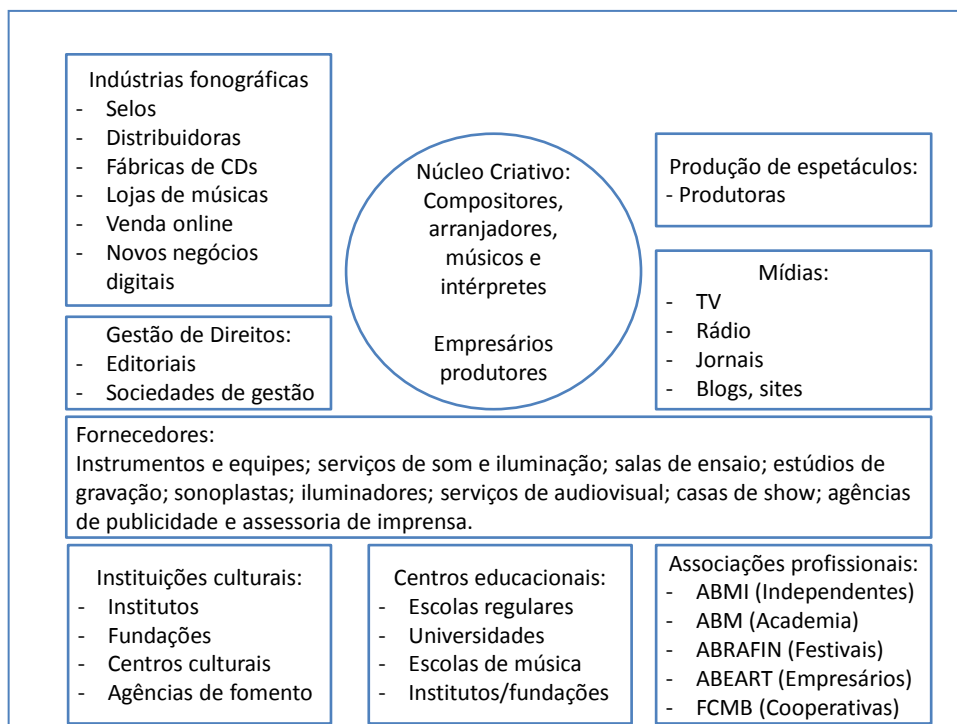 Indústrias fonográficas
- Selos
- Distribuidoras
- Fábricas de CDs
- Lojas de músicas
- Venda online
- Novos negócios
digitais
Gestão de Direitos:
- Editoriais
- Sociedades de gestão
Núcleo Criativo:
Compositores,
arranjadores,
músicos e
intérpretes
Empresários
produtores
Produção de espetáculos:
- Produtoras
Mídias:
- TV
- Rádio
- Jornais
- Blogs, sites
Fornecedores:
Instrumentos e equipes; serviços de som e iluminação; salas de ensaio; estúdios de
gravação; sonoplastas; iluminadores; serviços de audiovisual; casas de show; agências
de publicidade e assessoria de imprensa.
Instituições culturais:
- Institutos
- Fundações
- Centros culturais
- Agências de fomento
Centros educacionais:
- Escolas regulares
- Universidades
- Escolas de música
- Institutos/fundações
Associações profissionais:
- ABMI (Independentes)
- ABM (Academia)
- ABRAFIN (Festivais)
- ABEART (Empresários)
- FCMB (Cooperativas)